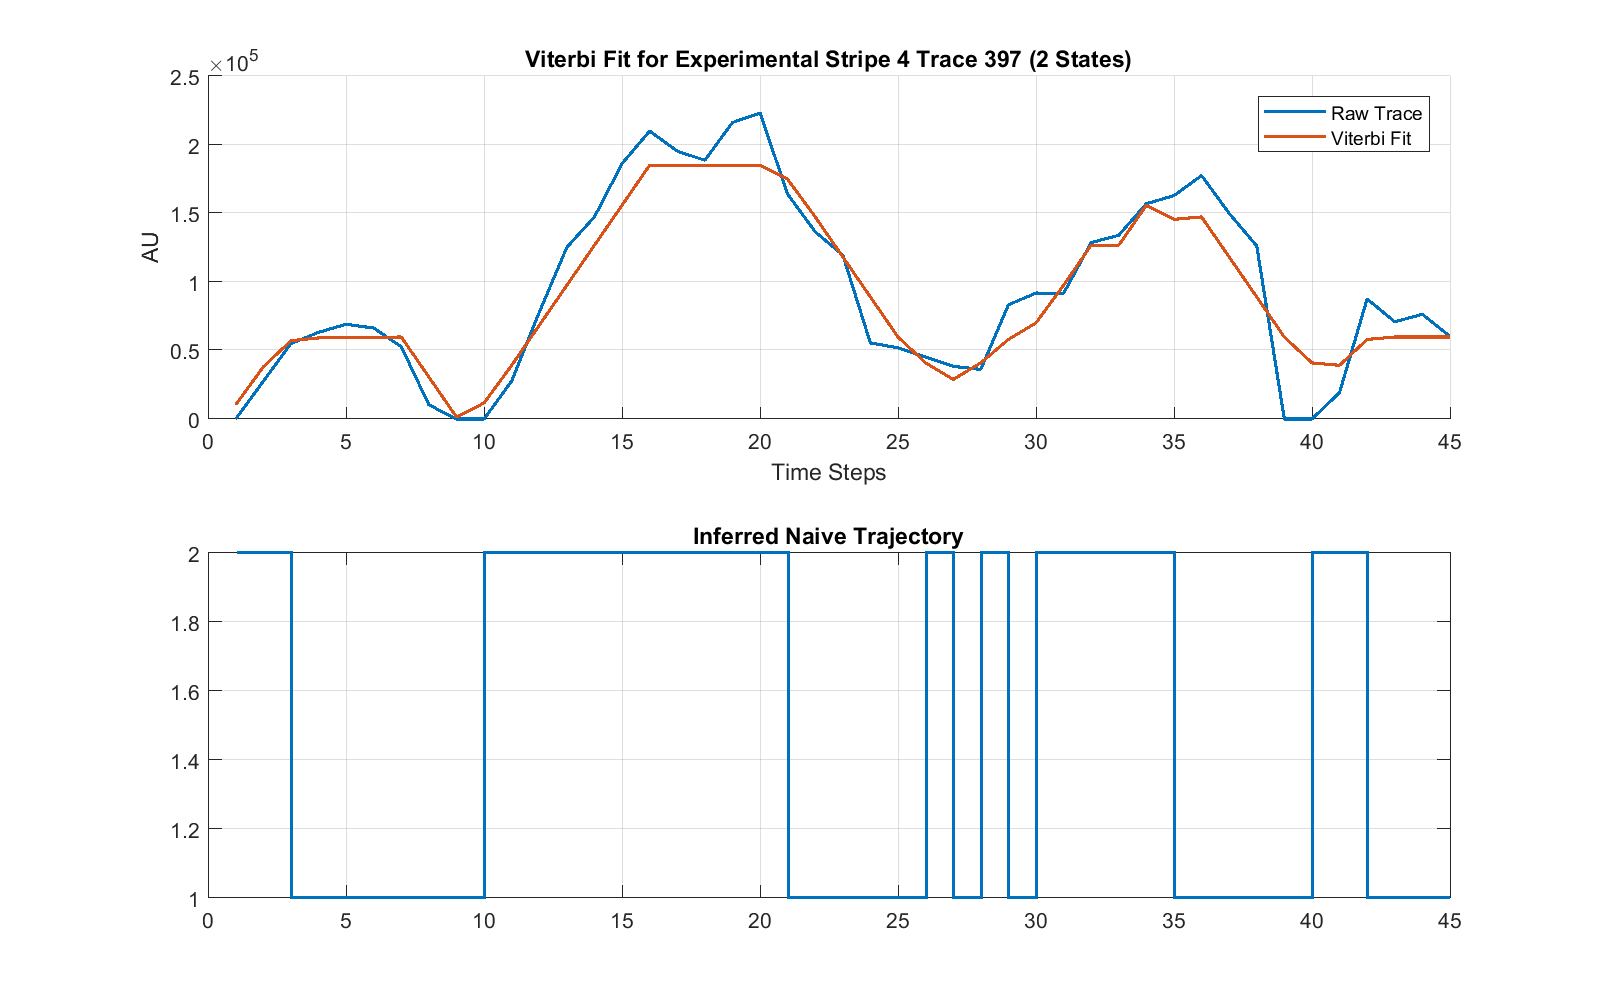 Viterbi Fit for Experimental Stripe 4 Trace 397 (2 States)
×10^5
2.5
2
1.5
1
0.5
0
AU
Raw Trace
Viterbi Fit
0 5 10 15 20 25 30 35 40 45
Time Steps
Inferred Naive Trajectory
2
1.8
1.6
1.4
1.2
1
0 5 10 15 20 25 30 35 40 45